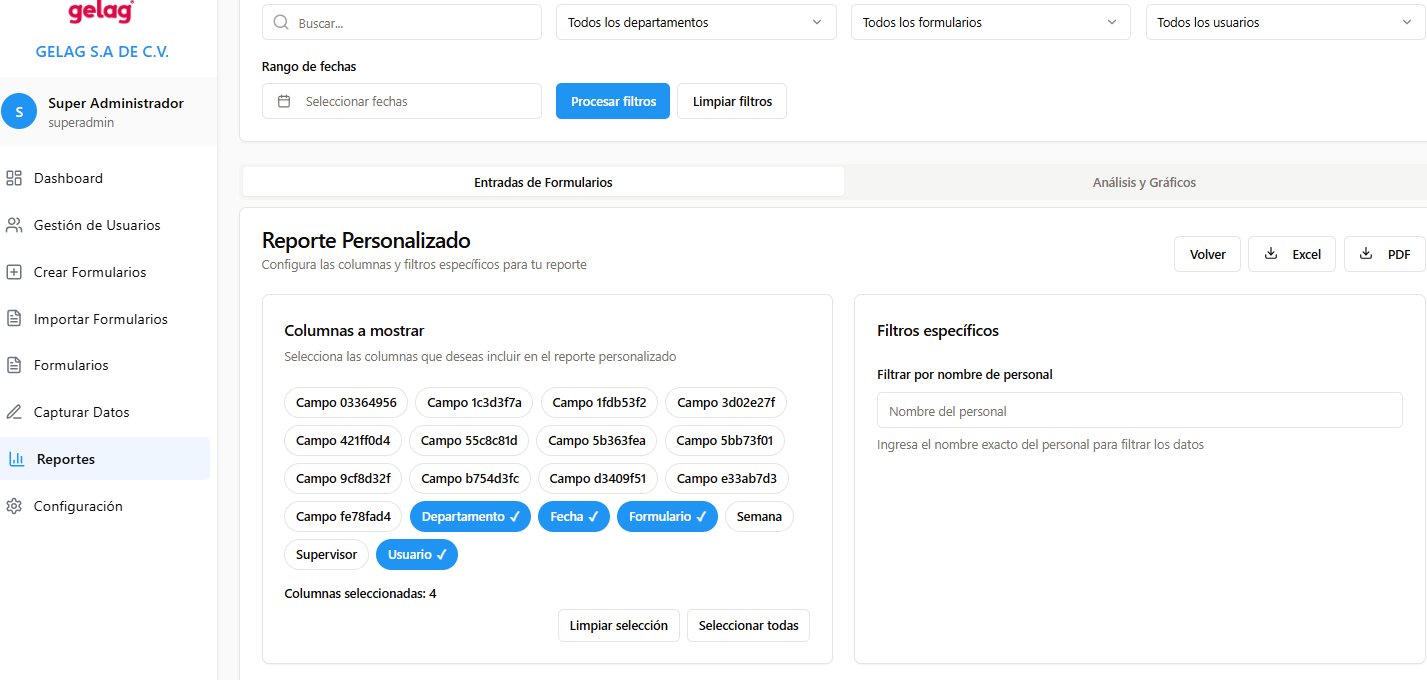 gelag
GELAG S.A DE C.V.
S
Super Administrador
superadmin
Dashboard
Gestión de Usuarios
Crear Formularios
Importar Formularios
Formularios
Capturar Datos
Reportes
Configuración
Buscar...
Todos los departamentos
Todos los formularios
Todos los usuarios
Rango de fechas
Seleccionar fechas
Procesar filtros
Limpiar filtros
Entradas de Formularios
Análisis y Gráficos
Reporte Personalizado
Configura las columnas y filtros específicos para tu reporte
Volver
Excel
PDF
Columnas a mostrar
Selecciona las columnas que deseas incluir en el reporte personalizado
Campo 03364956
Campo 1c3d3f7a
Campo 1fdb53f2
Campo 3d02e27f
Campo 421ff0d4
Campo 55c8c81d
Campo 5b363fea
Campo 5bb73f01
Campo 9cf8d32f
Campo b754d3fc
Campo d3409f51
Campo e33ab7d3
Campo fe78fad4
Departamento ✓
Fecha ✓
Formulario ✓
Semana
Supervisor
Usuario ✓
Columnas seleccionadas: 4
Limpiar selección
Seleccionar todas
Filtros específicos
Filtrar por nombre de personal
Nombre del personal
Ingresa el nombre exacto del personal para filtrar los datos